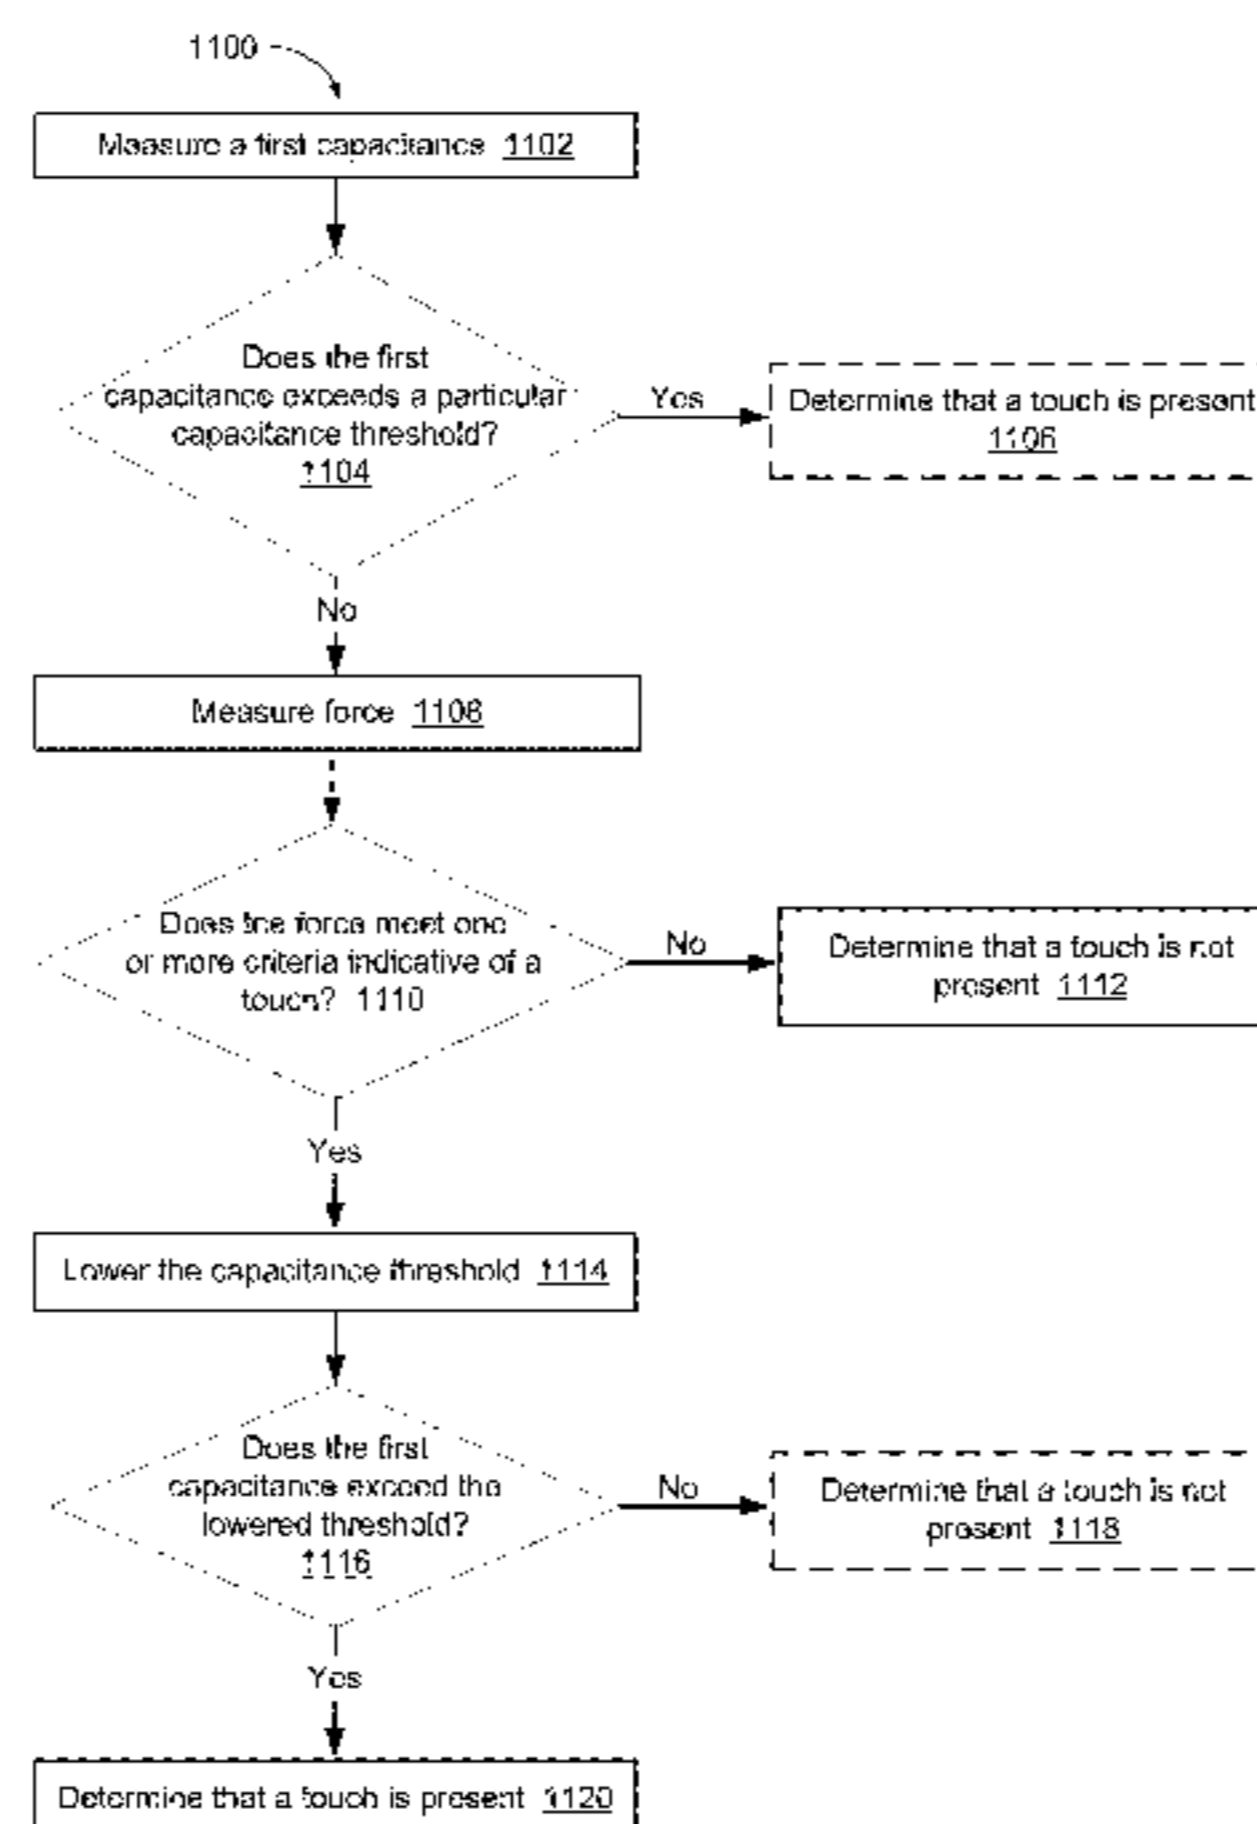 1100
Measure a first capacitance 1102
Does the first
capacitance exceeds a particular
capacitance threshold?
1104
Yes
Determine that a touch is present
1106
No
Measure force 1108
Does the force meet one
or more criteria indicative of a
touch? 1110
No
Determine that a touch is not
present 1112
Yes
Lower the capacitance threshold 1114
Does the first
capacitance exceed the
lowered threshold?
1116
No
Determine that a touch is not
present 1118
Yes
Determine that a touch is present 1120